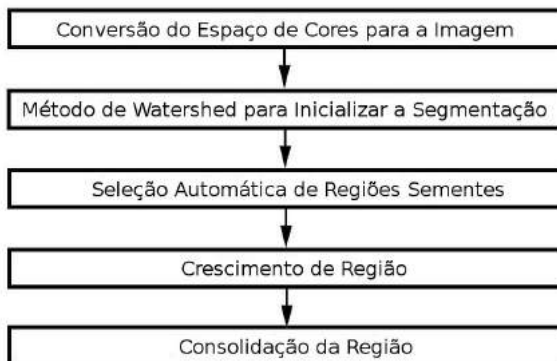 Conversão do Espaço de Cores para a Imagem
Método de Watershed para Inicializar a Segmentação
Seleção Automática de Regiões Sementes
Crescimento de Região
Consolidação da Região